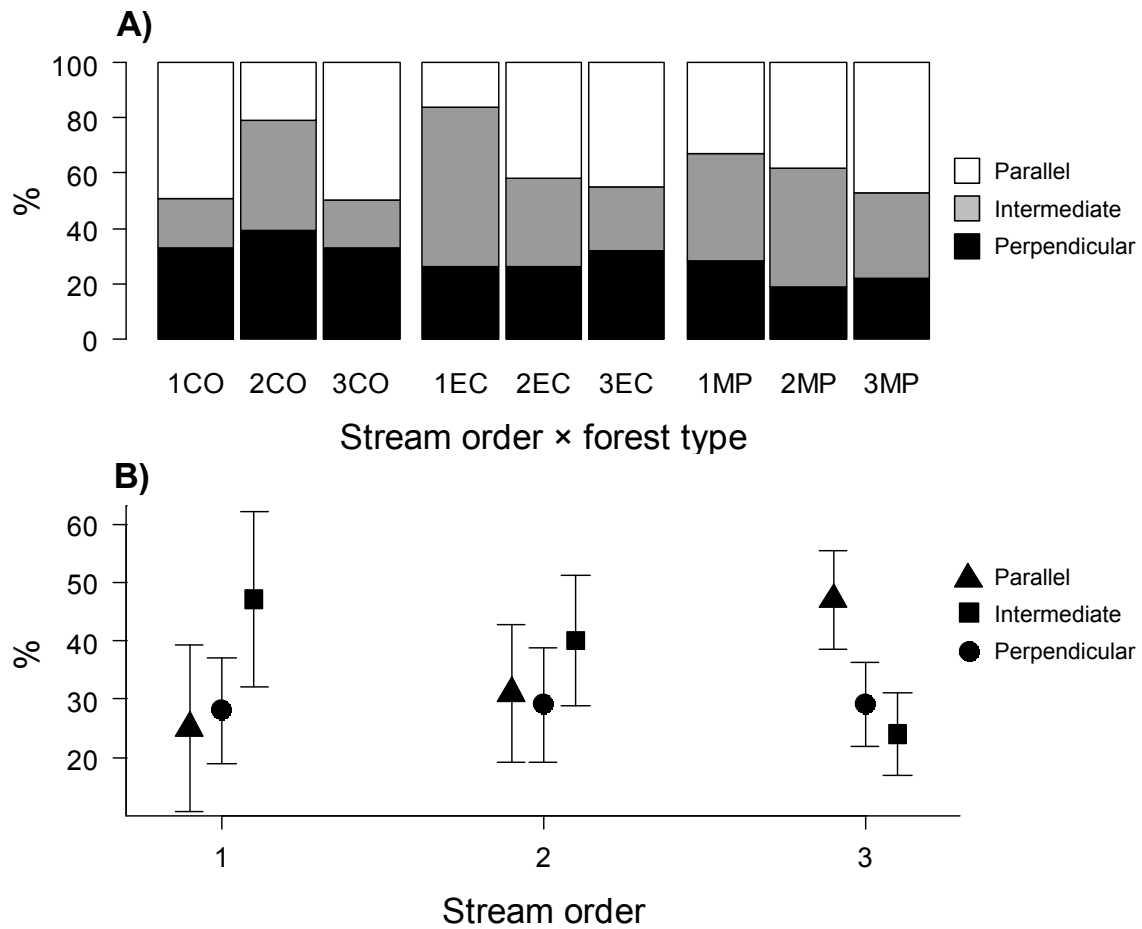 A)
100
80
60
40
20
0
%
1CO 2CO 3CO 1EC 2EC 3EC 1MP 2MP 3MP
Stream order × forest type
Parallel
Intermediate
Perpendicular
B)
60
50
40
30
20
%
1 2 3
Stream order
Parallel
Intermediate
Perpendicular